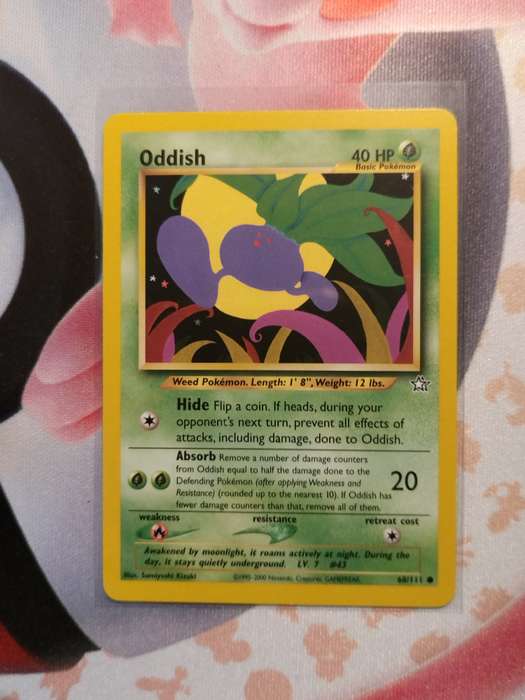 Oddish 40 HP
Basic Pokémon
Weed Pokémon. Length: 1' 8", Weight: 12 lbs.
Hide Flip a coin. If heads, during your
opponent's next turn, prevent all effects of
attacks, including damage, done to Oddish.
Absorb Remove a number of damage counters
from Oddish equal to half the damage done to the
Defending Pokémon (after applying Weakness and
Resistance) (rounded up to the nearest 10). If Oddish has
fewer damage counters than that, remove all of them.
20
weakness resistance retreat cost
Awakened by moonlight, it roams actively at night. During the
day, it stays quietly underground. LV. 7 #43
Illus. Sumiyoshi Kizuki ©1995-2000 Nintendo, Creatures, GAMEFREAK. 68/111